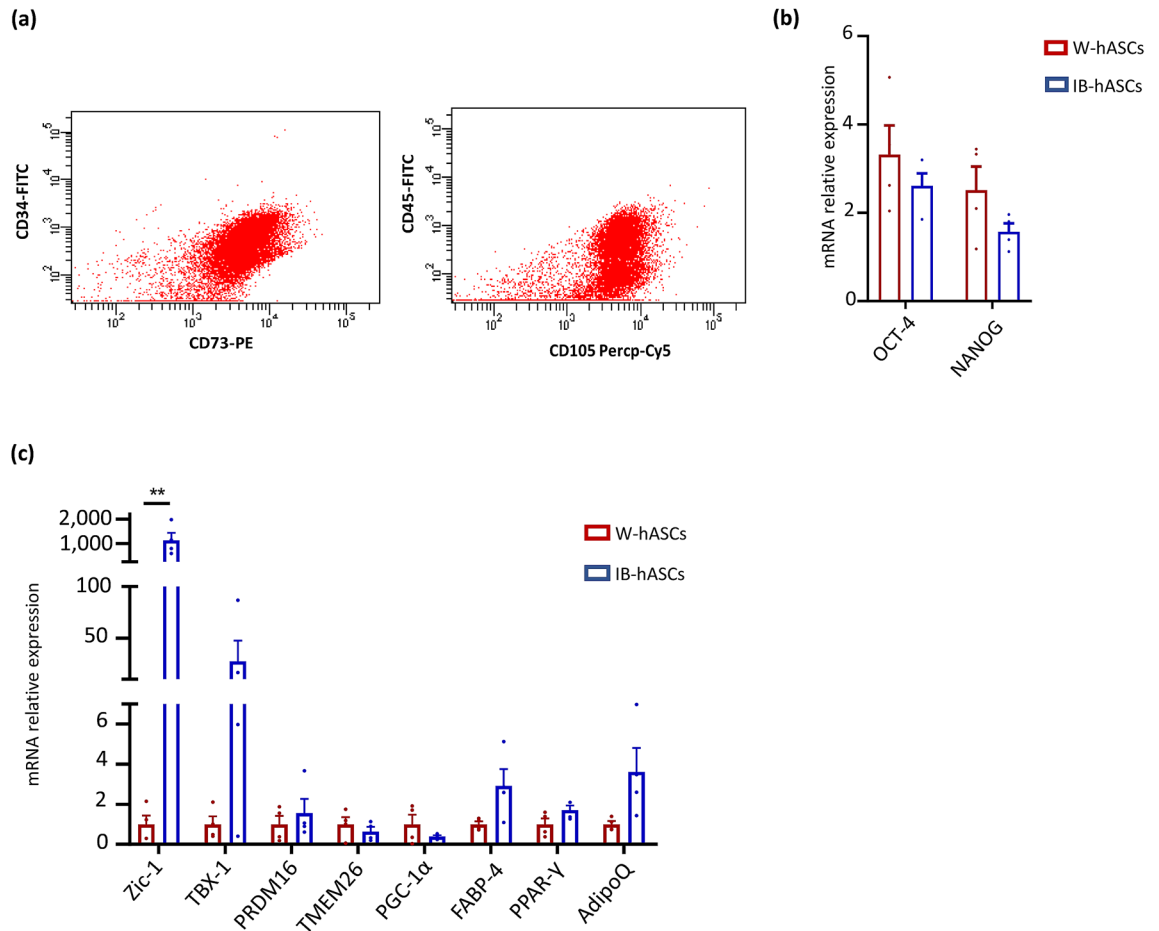 (a)
CD34-FITC
10^5
10^4
10^3
10^2
10^2
10^3
10^4
10^5
CD73-PE
CD45-FITC
10^5
10^4
10^3
10^2
10^2
10^3
10^4
10^5
CD105 Percp-Cy5
(b)
mRNA relative expression
6
4
2
0
OCT-4
NANOG
W-hASCs
IB-hASCs
(c)
mRNA relative expression
**
2,000
1,000
100
50
6
4
2
0
Zic-1
TBX-1
PRDM16
TMEM26
PGC-1α
FABP-4
PPAR-γ
AdipoQ
W-hASCs
IB-hASCs